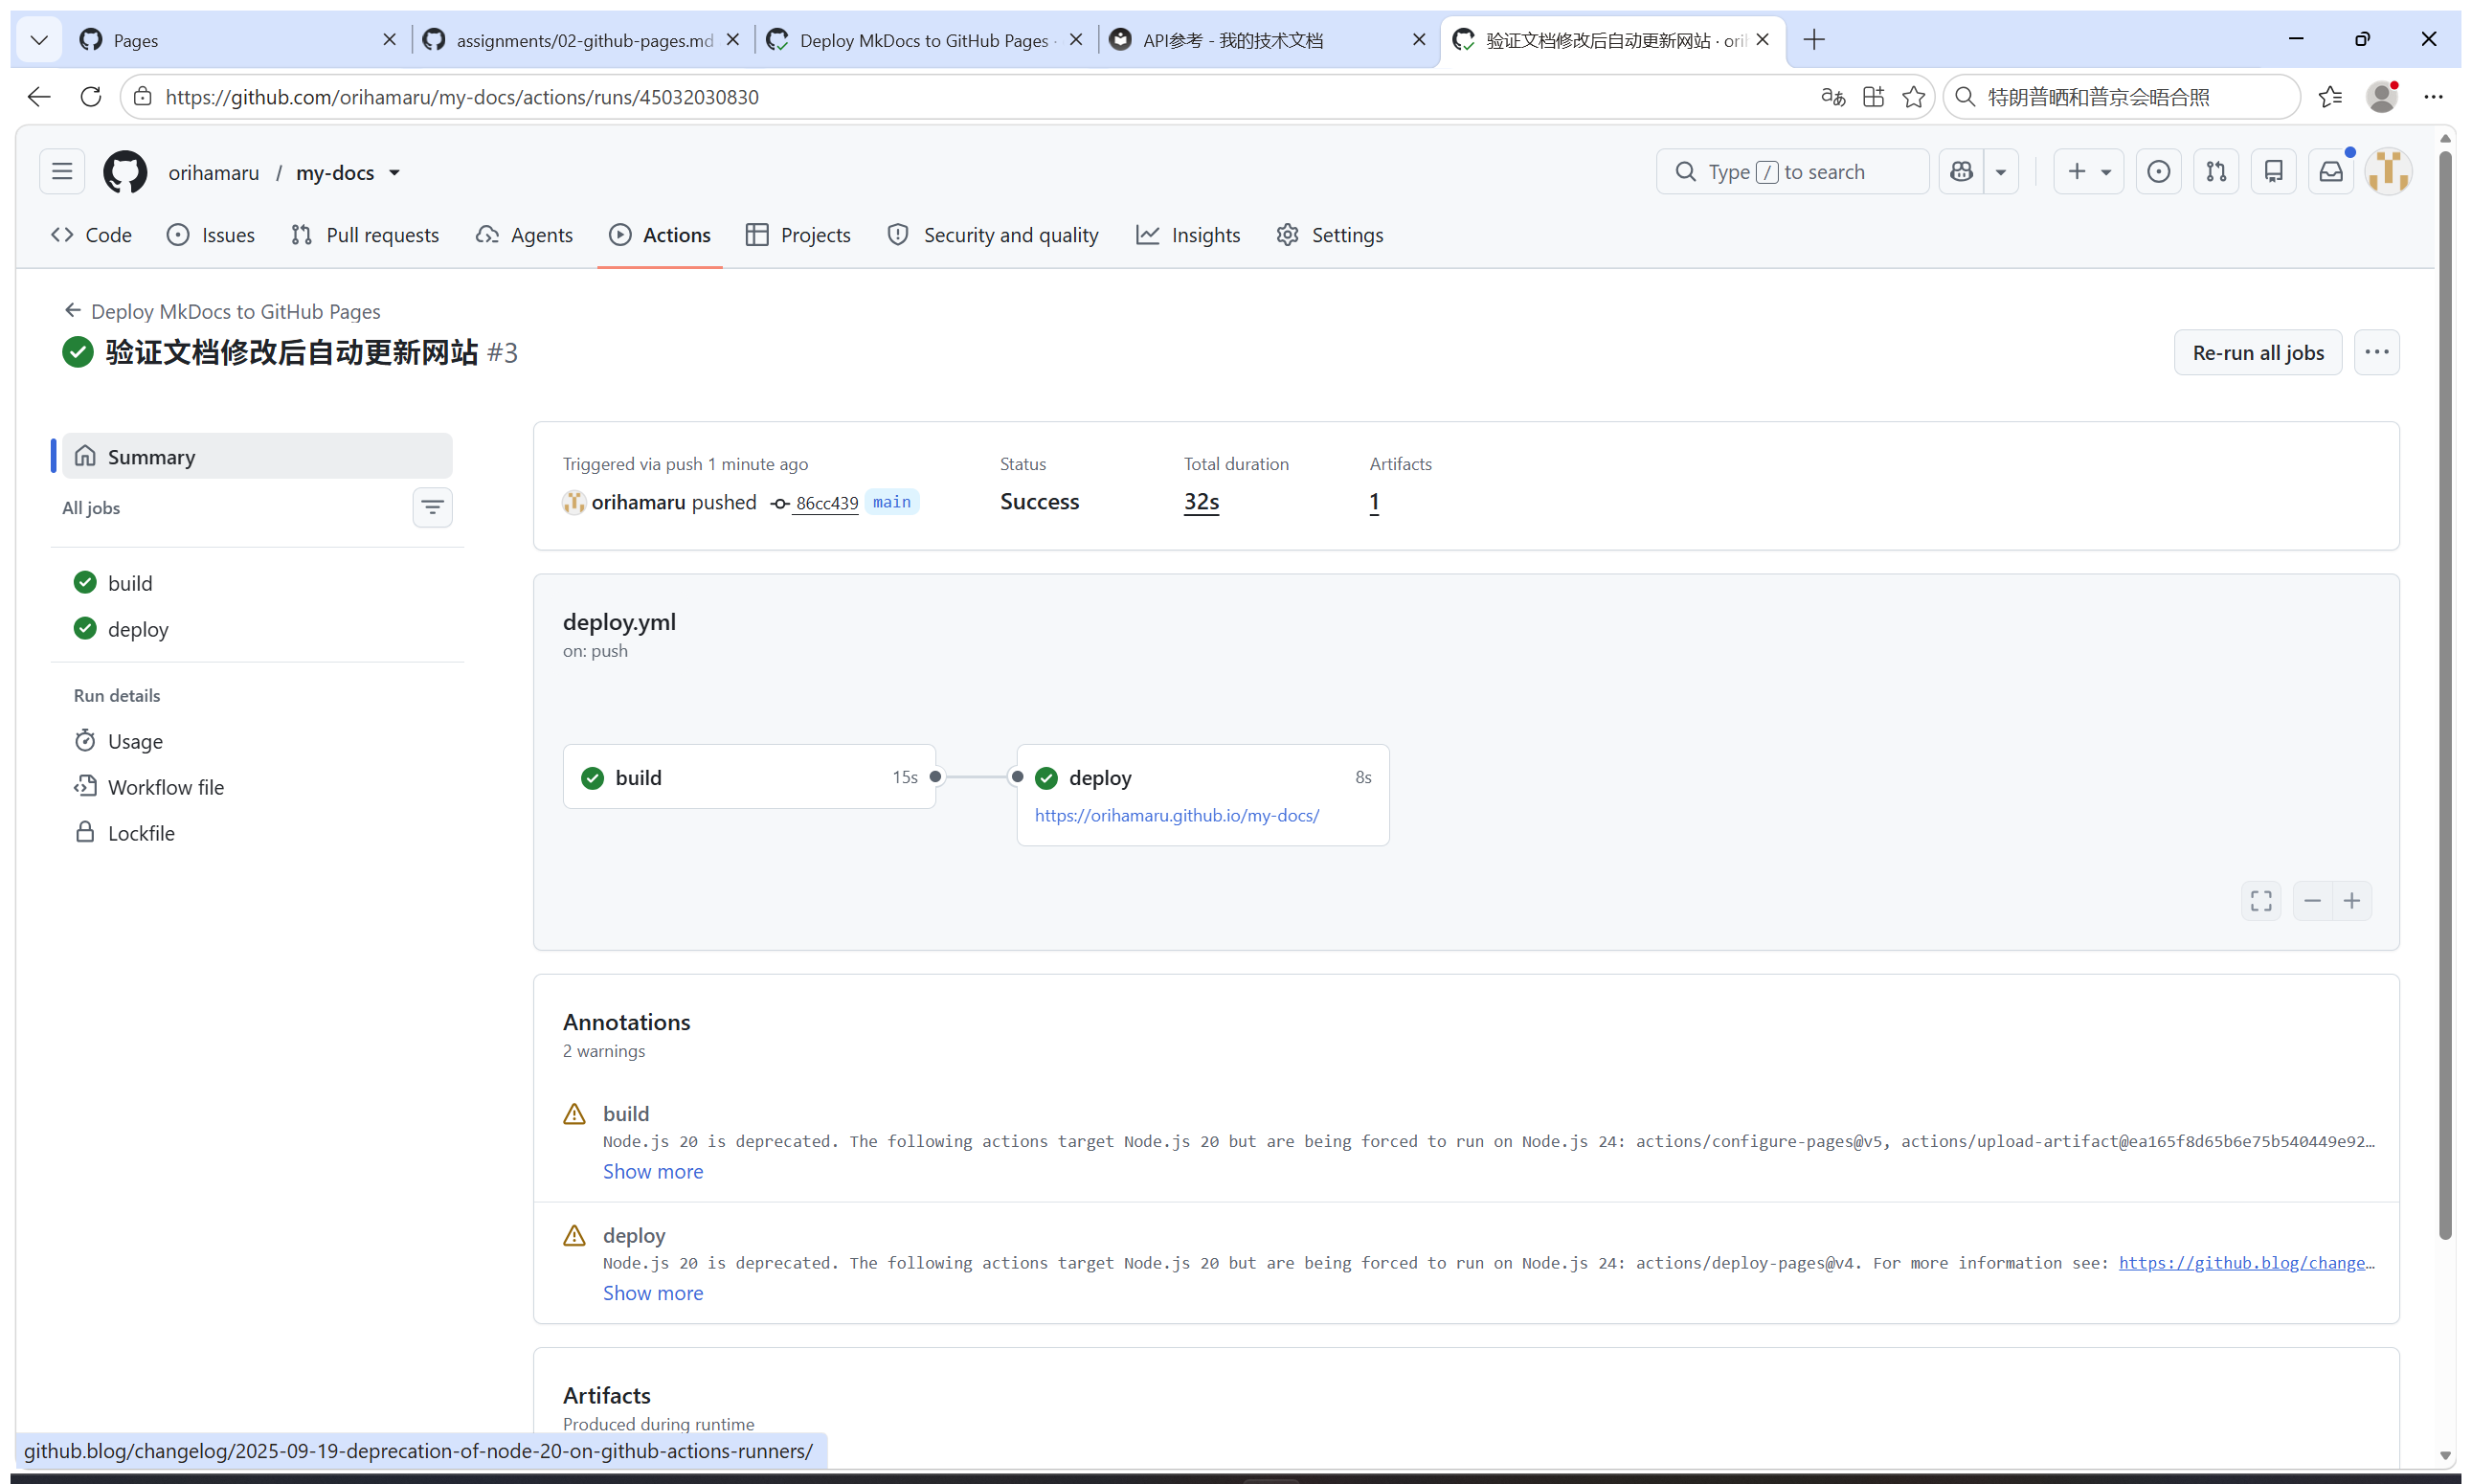 Pages
assignments/02-github-pages.md
Deploy MkDocs to GitHub Pages ·
API参考 - 我的技术文档
验证文档修改后自动更新网站 · ori
https://github.com/orihamaru/my-docs/actions/runs/45032030830
特朗普晒和普京会晤合照
orihamaru / my-docs
Type / to search
Code
Issues
Pull requests
Agents
Actions
Projects
Security and quality
Insights
Settings
Deploy MkDocs to GitHub Pages
验证文档修改后自动更新网站 #3
Re-run all jobs
Summary
All jobs
build
deploy
Run details
Usage
Workflow file
Lockfile
Triggered via push 1 minute ago
orihamaru pushed 86cc439 main
Status
Success
Total duration
32s
Artifacts
1
deploy.yml
on: push
build 15s
deploy 8s
https://orihamaru.github.io/my-docs/
Annotations
2 warnings
build
Node.js 20 is deprecated. The following actions target Node.js 20 but are being forced to run on Node.js 24: actions/configure-pages@v5, actions/upload-artifact@ea165f8d65b6e75b540449e92…
Show more
deploy
Node.js 20 is deprecated. The following actions target Node.js 20 but are being forced to run on Node.js 24: actions/deploy-pages@v4. For more information see: https://github.blog/change…
Show more
Artifacts
Produced during runtime
github.blog/changelog/2025-09-19-deprecation-of-node-20-on-github-actions-runners/